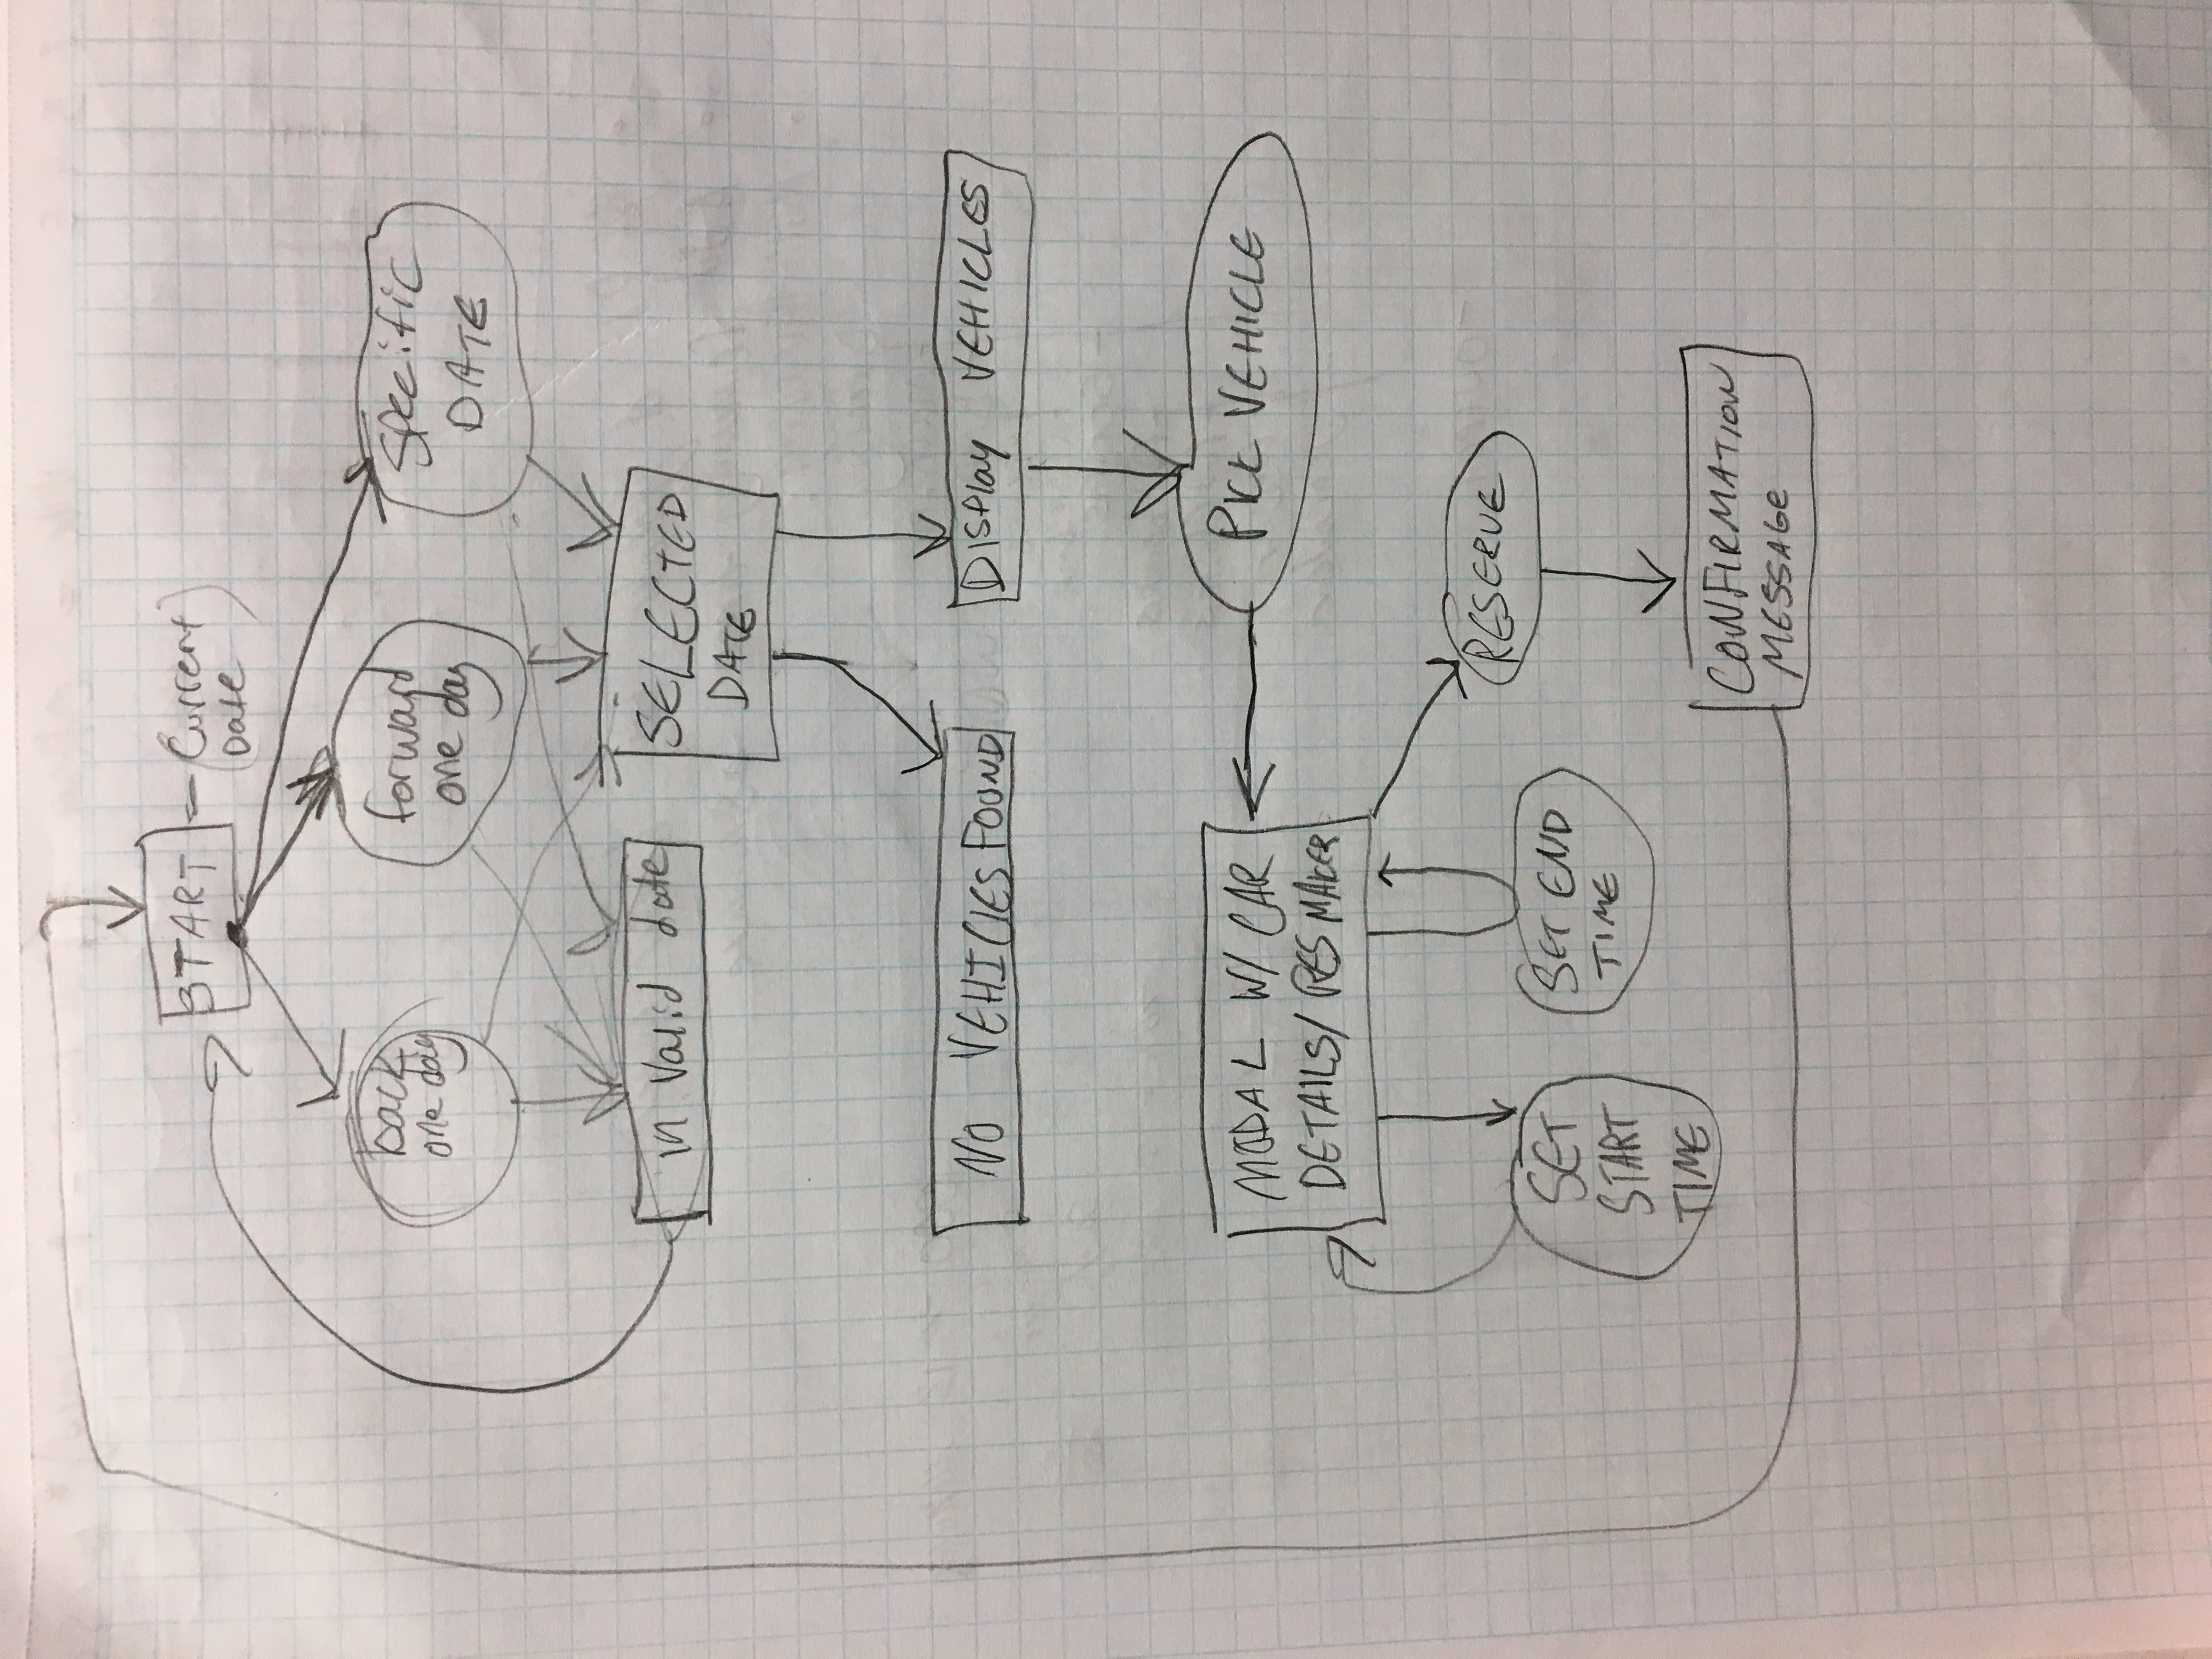 START - (Current
Date)
back
one day
forward
one day
Specific
DATE
in Valid date
SELECTED
DATE
NO VEHICLES FOUND
DISPlay VEHICLES
PICK VEHICLE
MODAL W/ CAR
DETAILS/ RES MAKER
RESERVE
SET
START
TIME
SET END
TIME
CONFIRMATION
MESSAGE